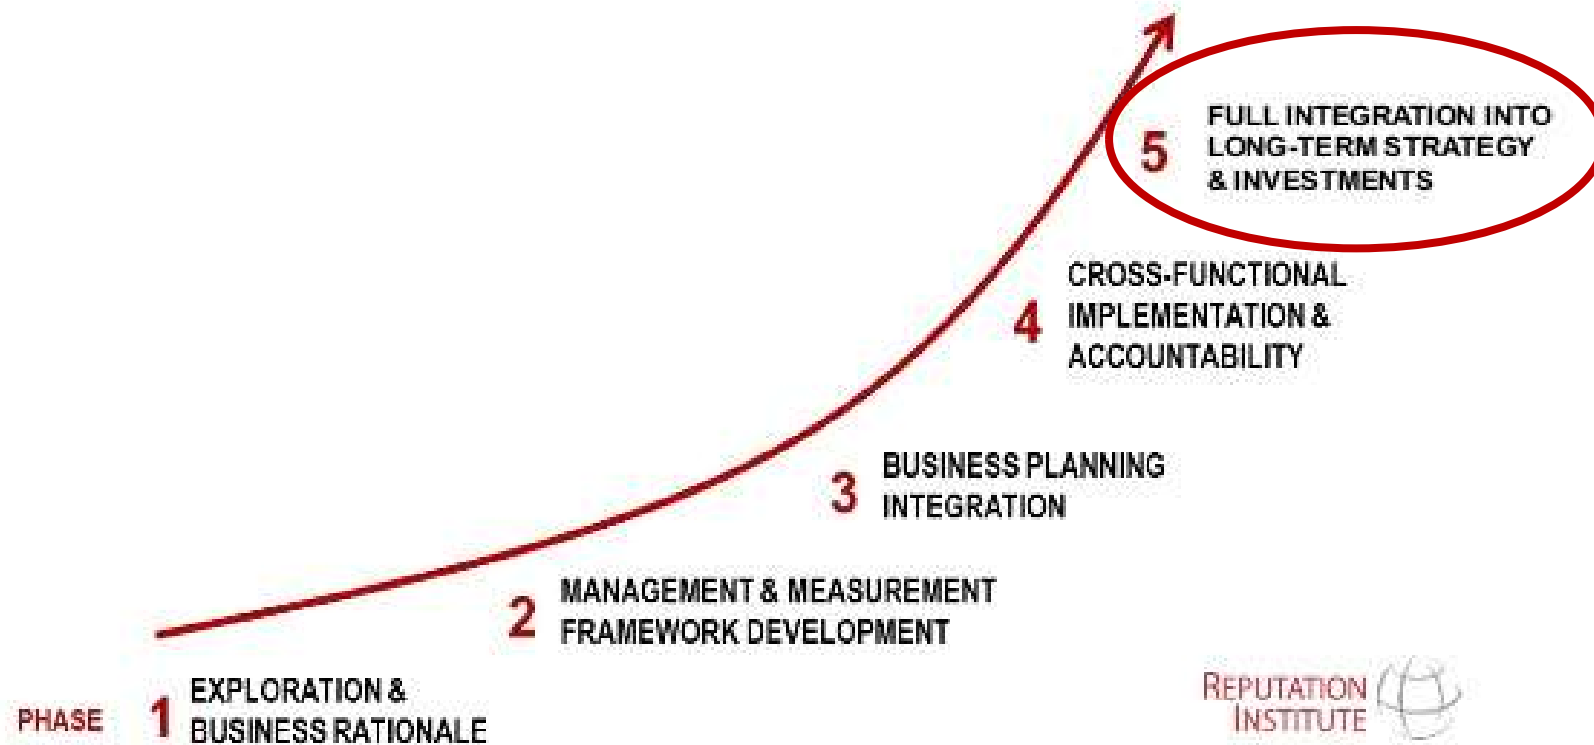 5 FULL INTEGRATION INTO
LONG-TERM STRATEGY
& INVESTMENTS
4 CROSS-FUNCTIONAL
IMPLEMENTATION &
ACCOUNTABILITY
3 BUSINESS PLANNING
INTEGRATION
2 MANAGEMENT & MEASUREMENT
FRAMEWORK DEVELOPMENT
PHASE 1 EXPLORATION &
BUSINESS RATIONALE
REPUTATION
INSTITUTE